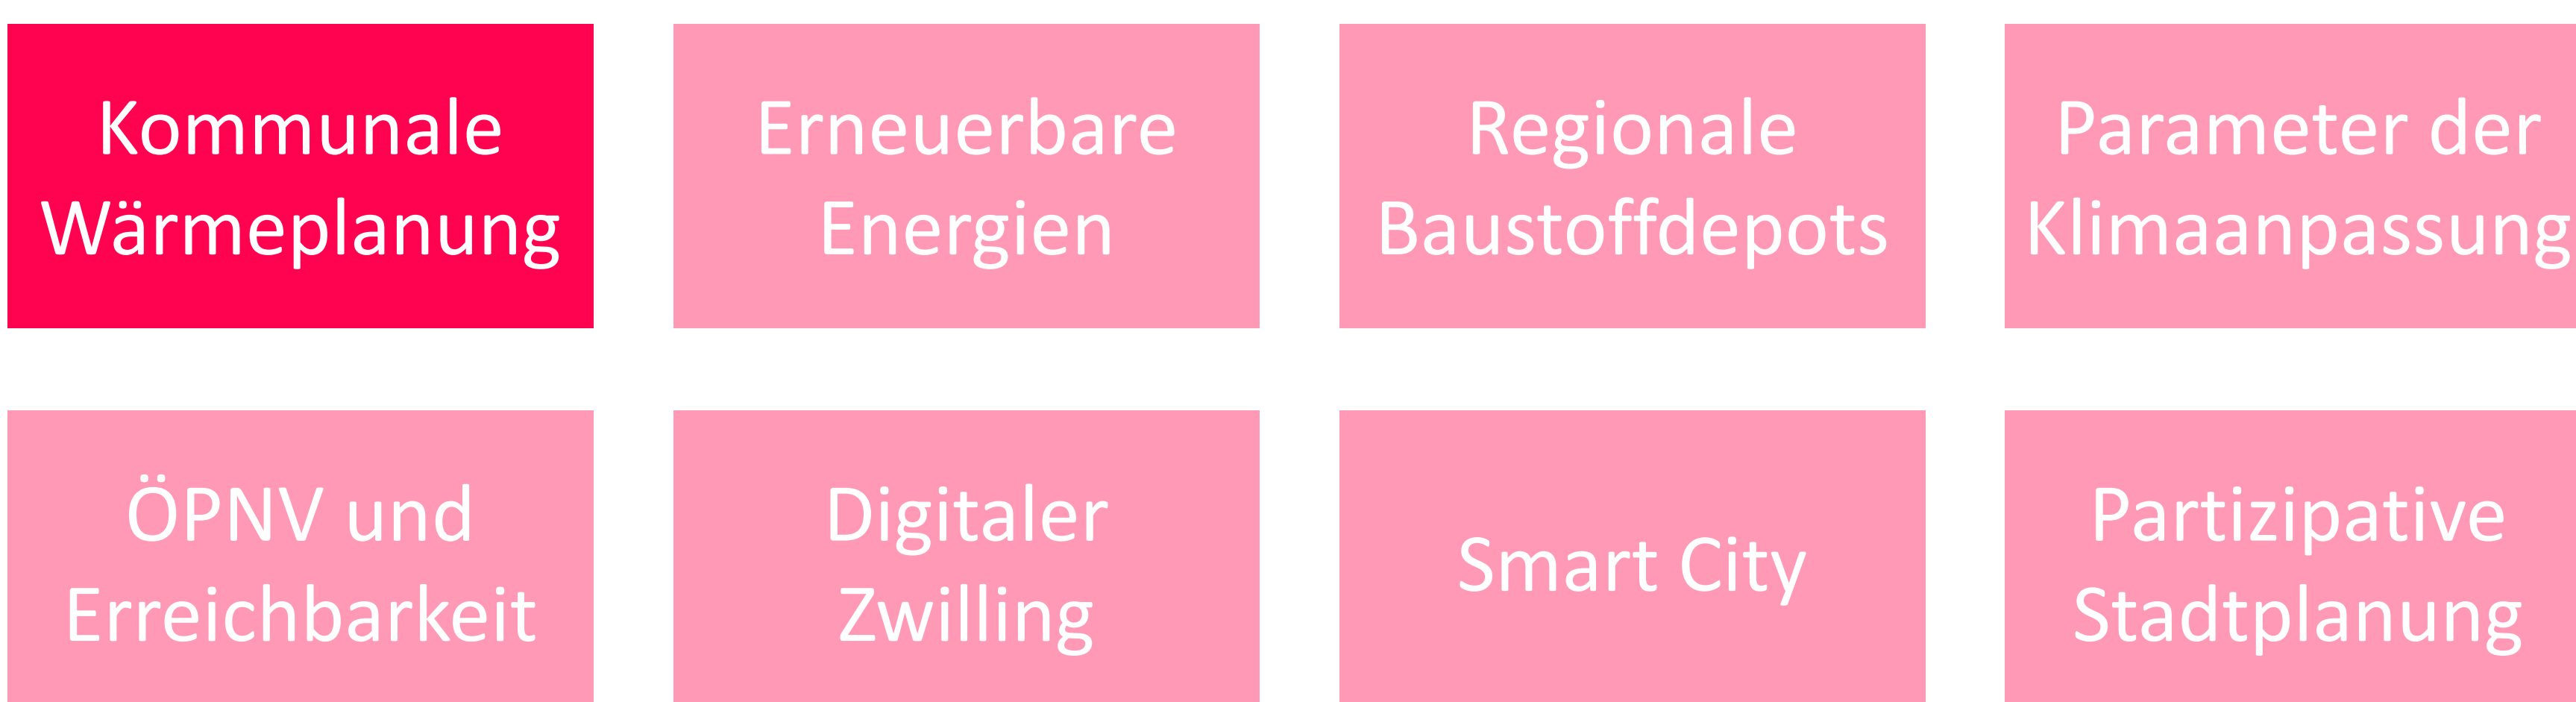 Kommunale
Wärmeplanung
Erneuerbare
Energien
Regionale
Baustoffdepots
Parameter der
Klimaanpassung
ÖPNV und
Erreichbarkeit
Digitaler
Zwilling
Smart City
Partizipative
Stadtplanung